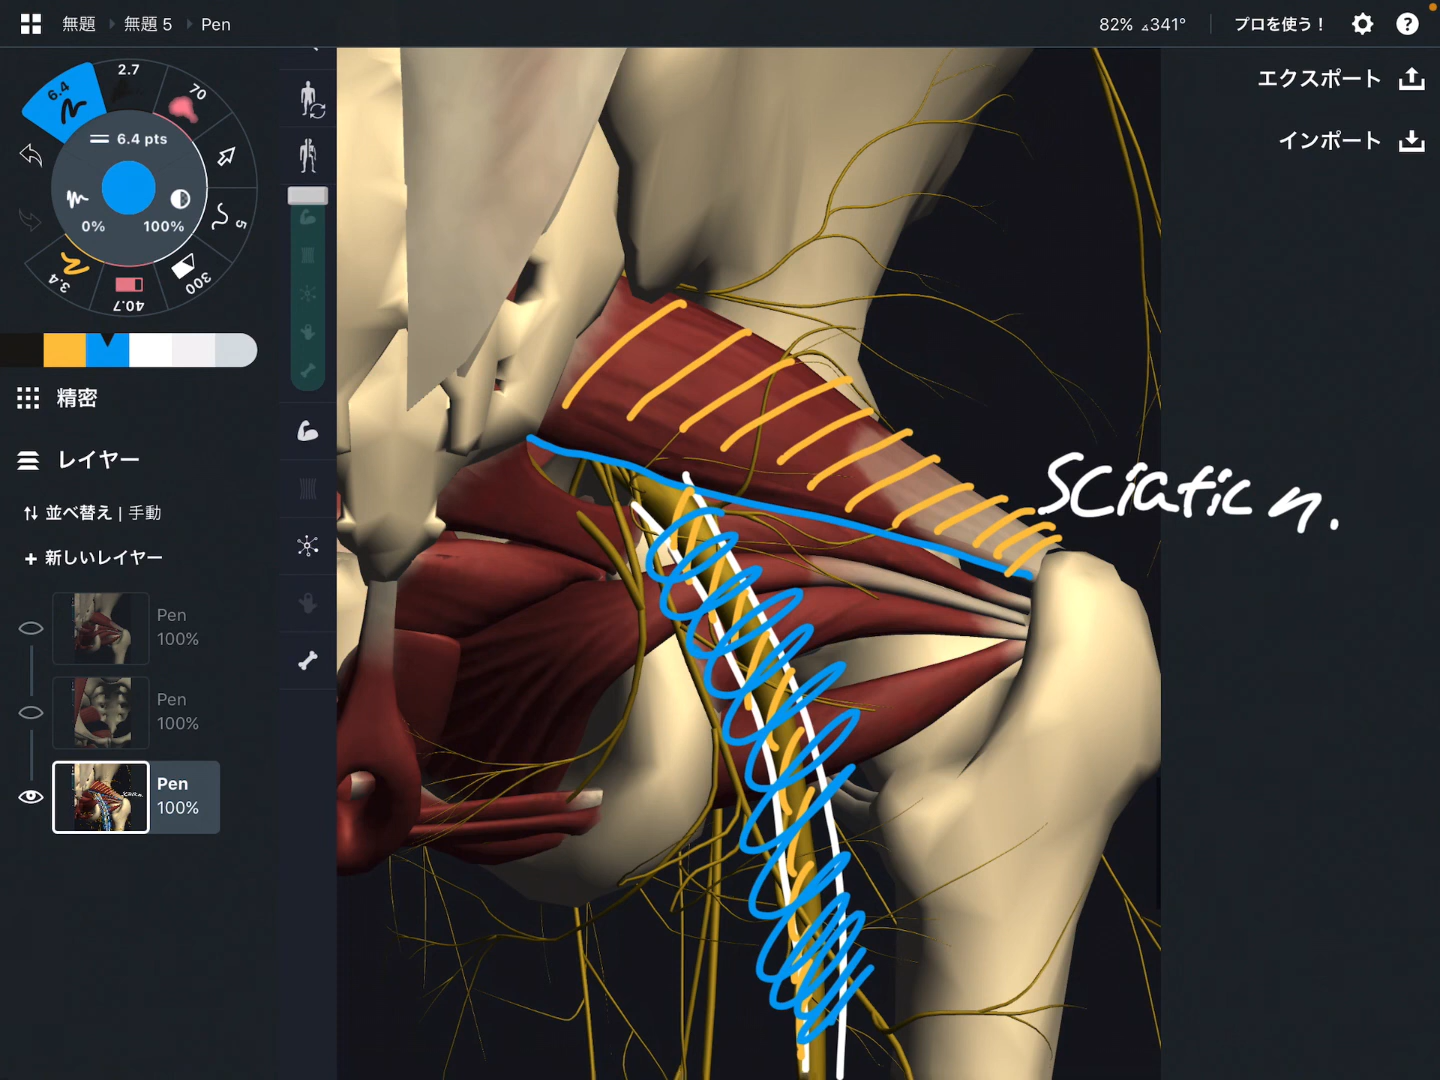 無題 無題 5 Pen
82% ⊿341°
プロを使う！
エクスポート
インポート
6.4
2.7
70
5
300
40.7
3.4
6.4 pts
0%
100%
精密
レイヤー
並べ替え | 手動
+ 新しいレイヤー
Pen
100%
Pen
100%
Pen
100%
Sciatic n.